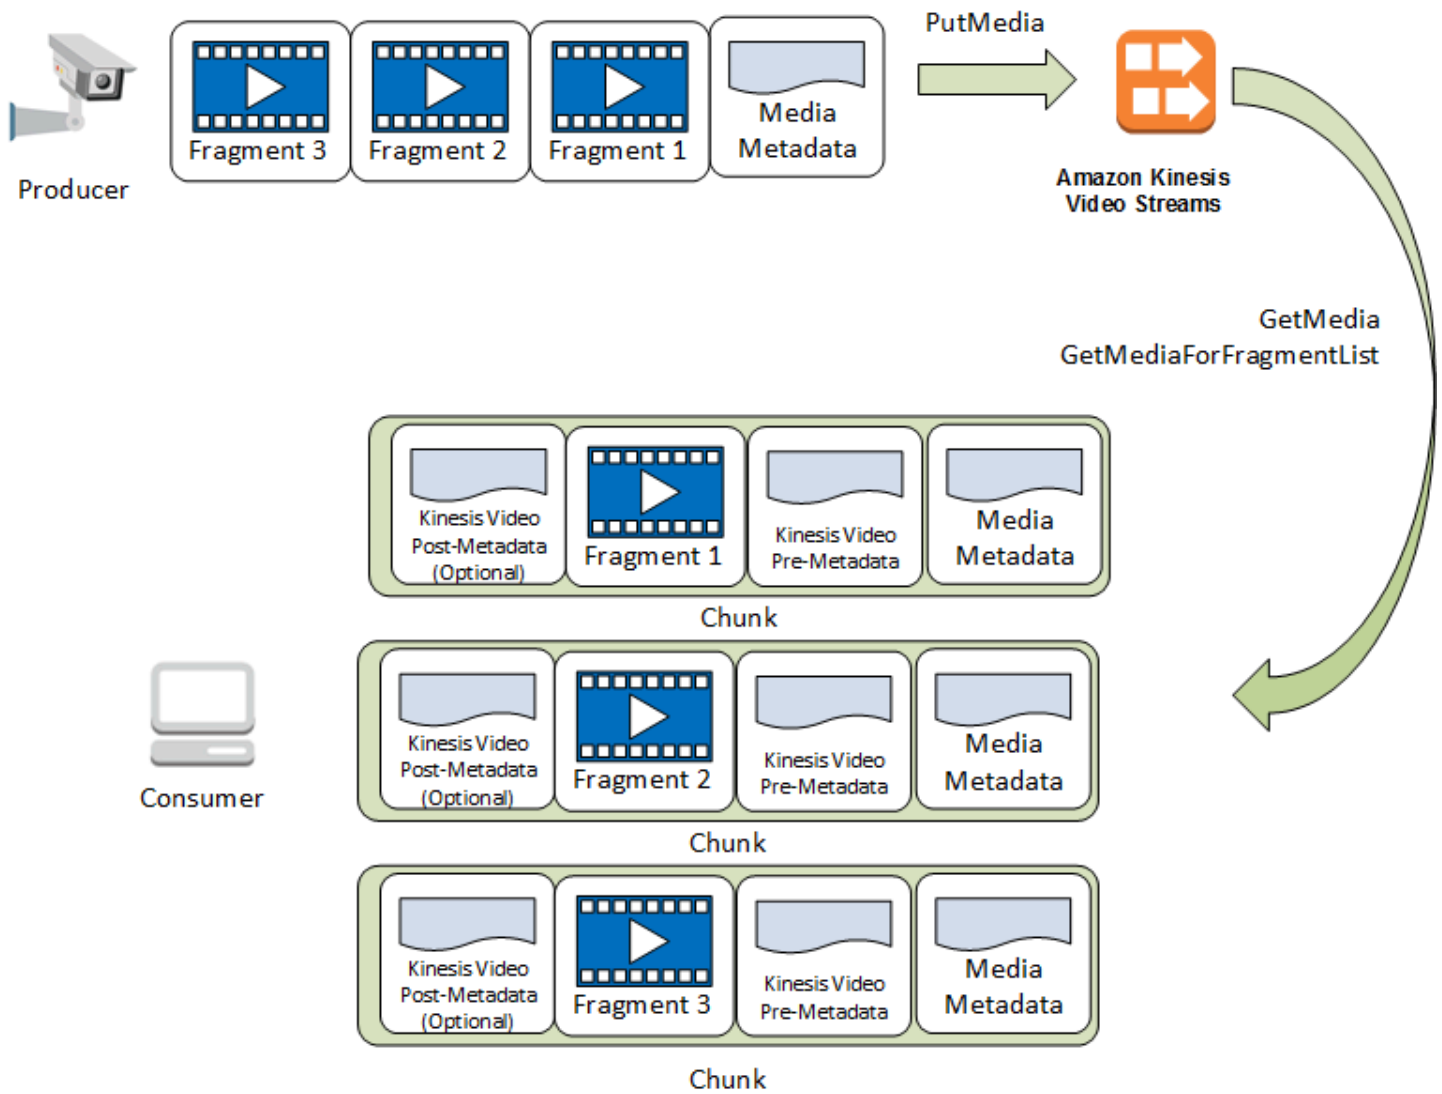 PutMedia
Fragment 3
Fragment 2
Fragment 1
Media
Metadata
Producer
Amazon Kinesis
Video Streams
GetMedia
GetMediaForFragmentList
Kinesis Video
Post-Metadata
(Optional)
Fragment 1
Kinesis Video
Pre-Metadata
Media
Metadata
Chunk
Consumer
Kinesis Video
Post-Metadata
(Optional)
Fragment 2
Kinesis Video
Pre-Metadata
Media
Metadata
Chunk
Kinesis Video
Post-Metadata
(Optional)
Fragment 3
Kinesis Video
Pre-Metadata
Media
Metadata
Chunk